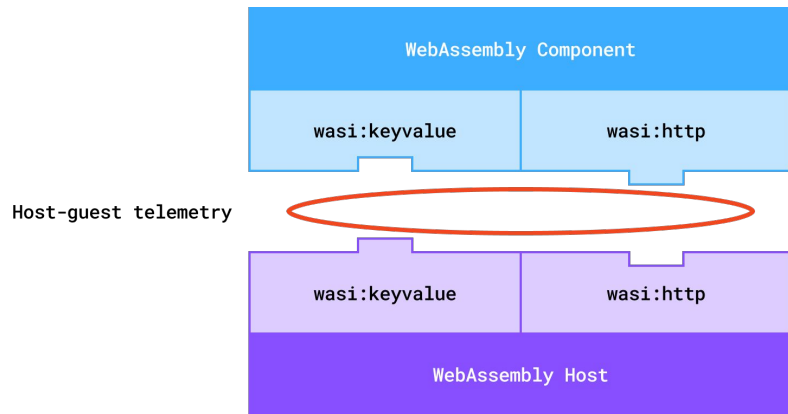 WebAssembly Component
wasi:keyvalue
wasi:http
Host-guest telemetry
wasi:keyvalue
wasi:http
WebAssembly Host